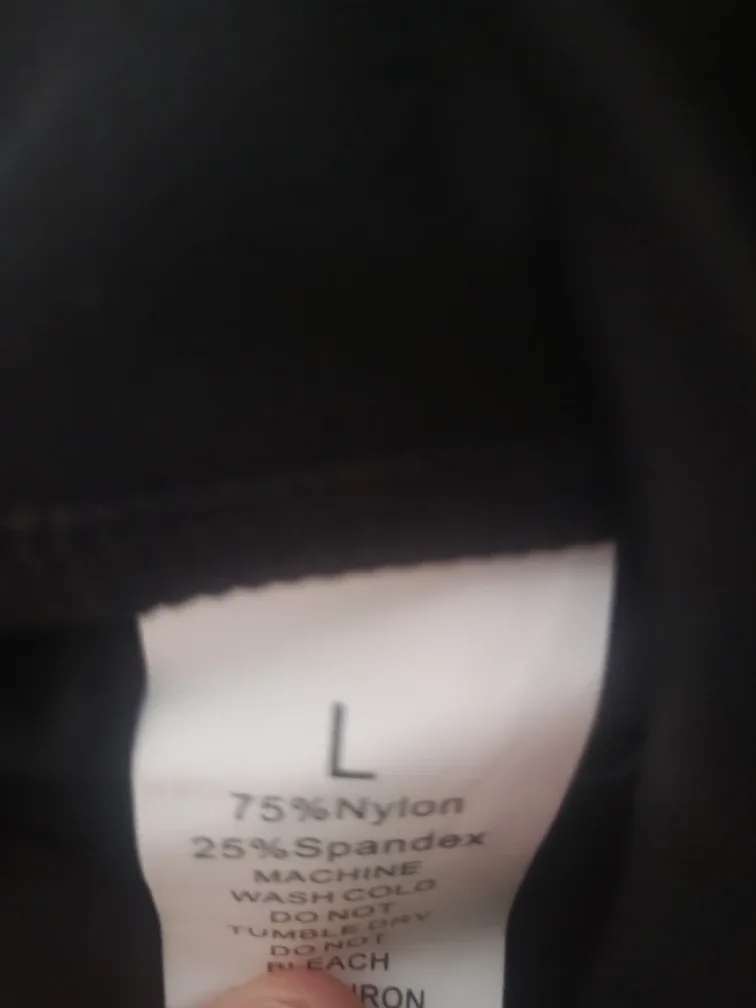 L
75%Nylon
25%Spandex
MACHINE
WASH COLD
DO NOT
TUMBLE DRY
DO NOT
BLEACH
IRON